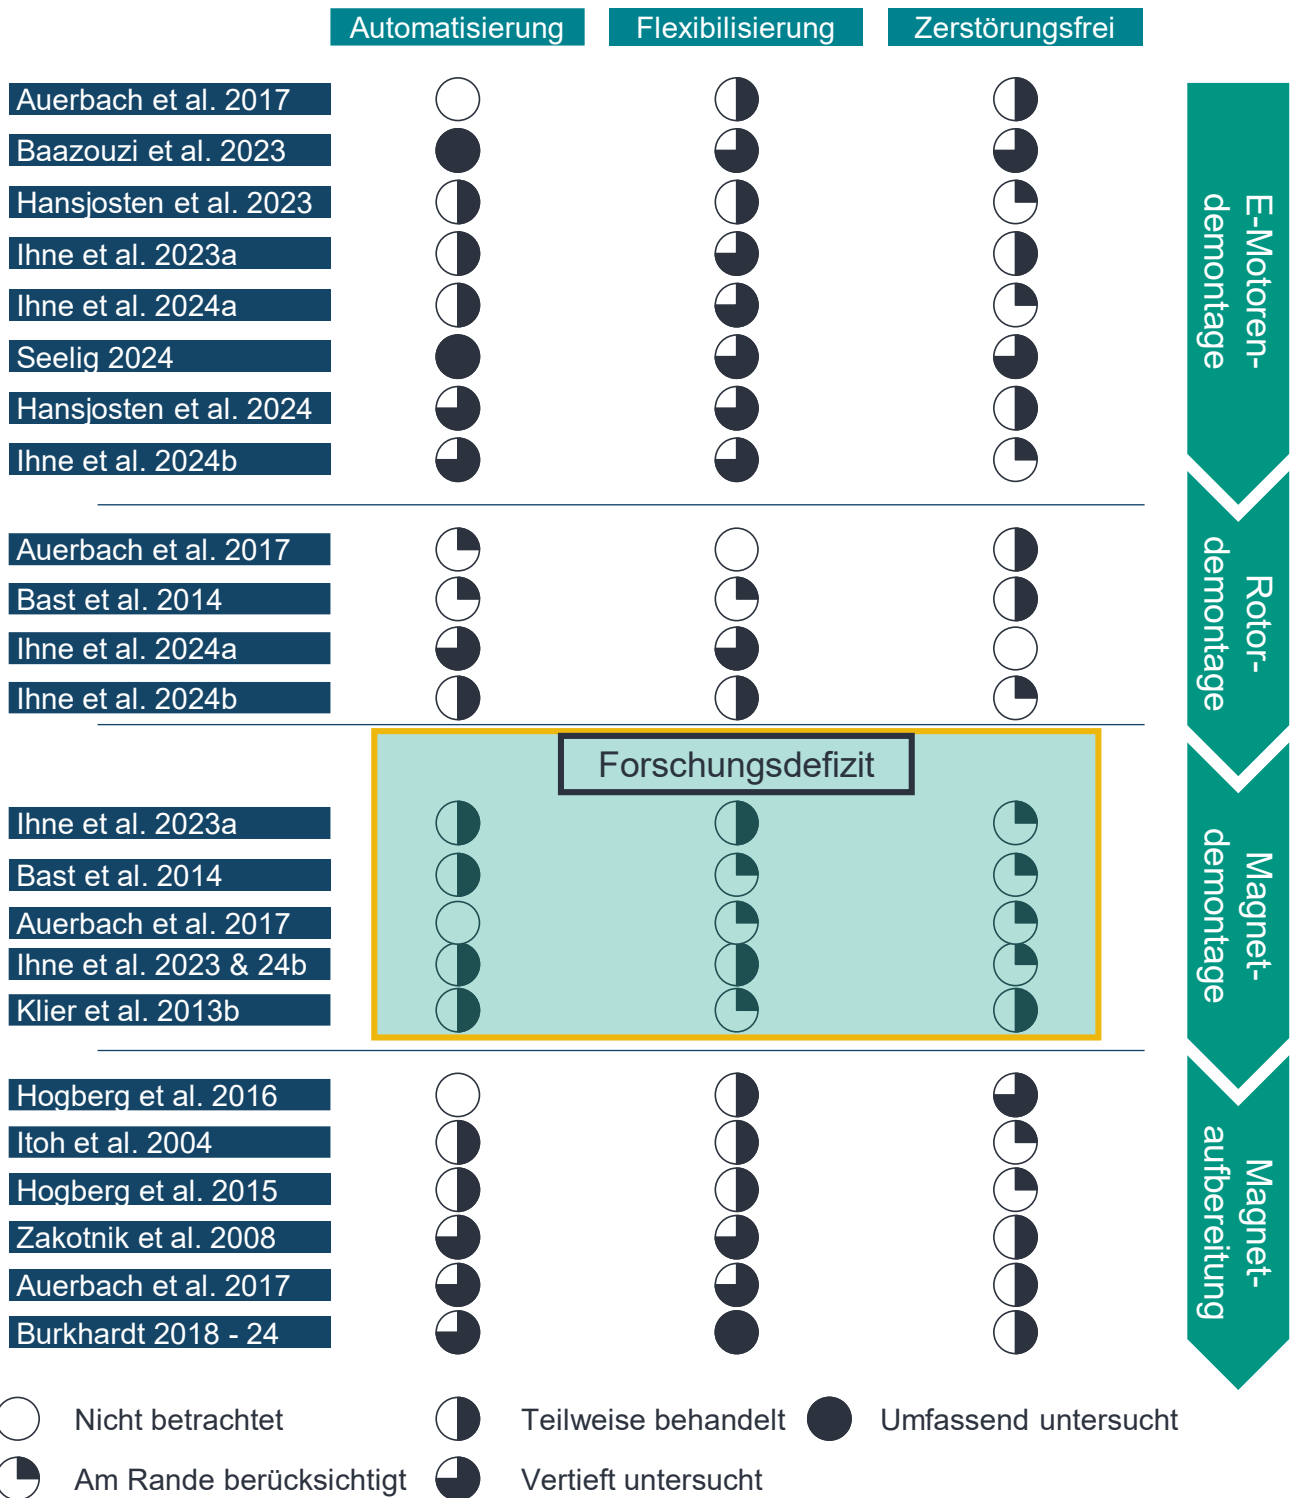 Automatisierung Flexibilisierung Zerstörungsfrei
Auerbach et al. 2017
Baazouzi et al. 2023
Hansjosten et al. 2023
Ihne et al. 2023a
Ihne et al. 2024a
Seelig 2024
Hansjosten et al. 2024
Ihne et al. 2024b
E-Motoren-
demontage
Auerbach et al. 2017
Bast et al. 2014
Ihne et al. 2024a
Ihne et al. 2024b
Rotor-
demontage
Forschungsdefizit
Ihne et al. 2023a
Bast et al. 2014
Auerbach et al. 2017
Ihne et al. 2023 & 24b
Klier et al. 2013b
Magnet-
demontage
Hogberg et al. 2016
Itoh et al. 2004
Hogberg et al. 2015
Zakotnik et al. 2008
Auerbach et al. 2017
Burkhardt 2018 - 24
Magnet-
aufbereitung
Nicht betrachtet Teilweise behandelt Umfassend untersucht
Am Rande berücksichtigt Vertieft untersucht